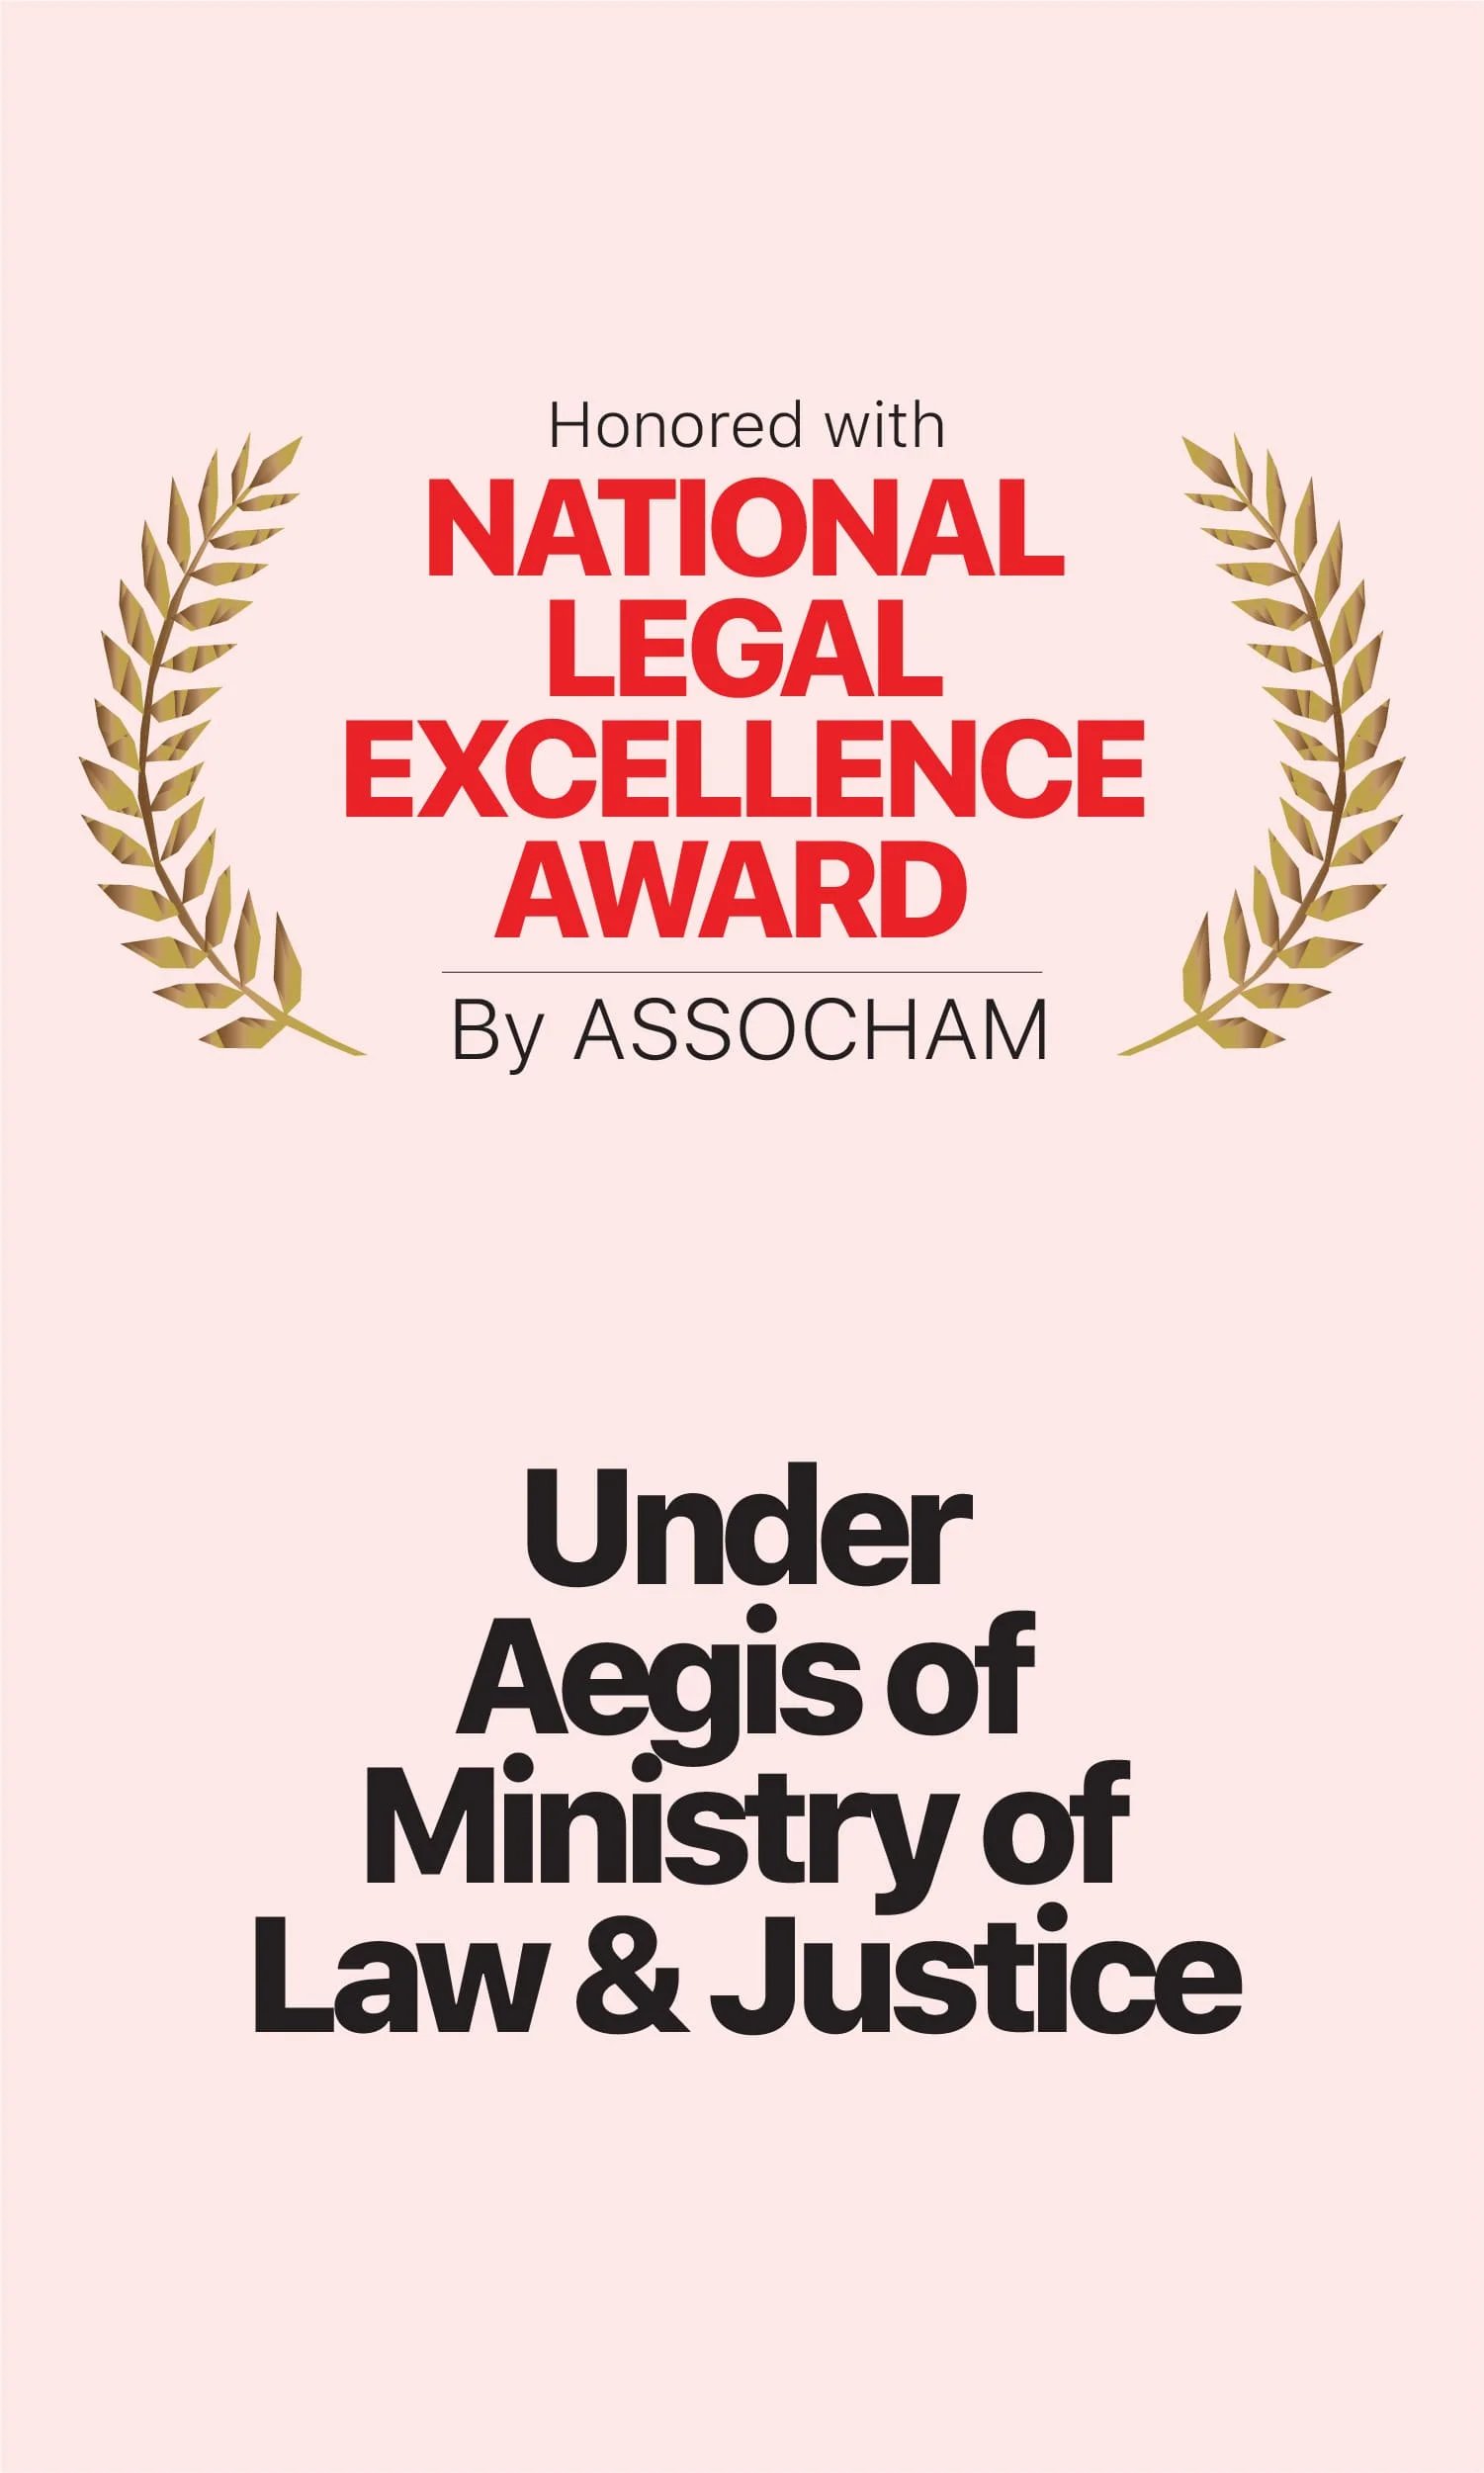 Honored with
NATIONAL
LEGAL
EXCELLENCE
AWARD
By ASSOCHAM
Under
Aegis of
Ministry of
Law & Justice